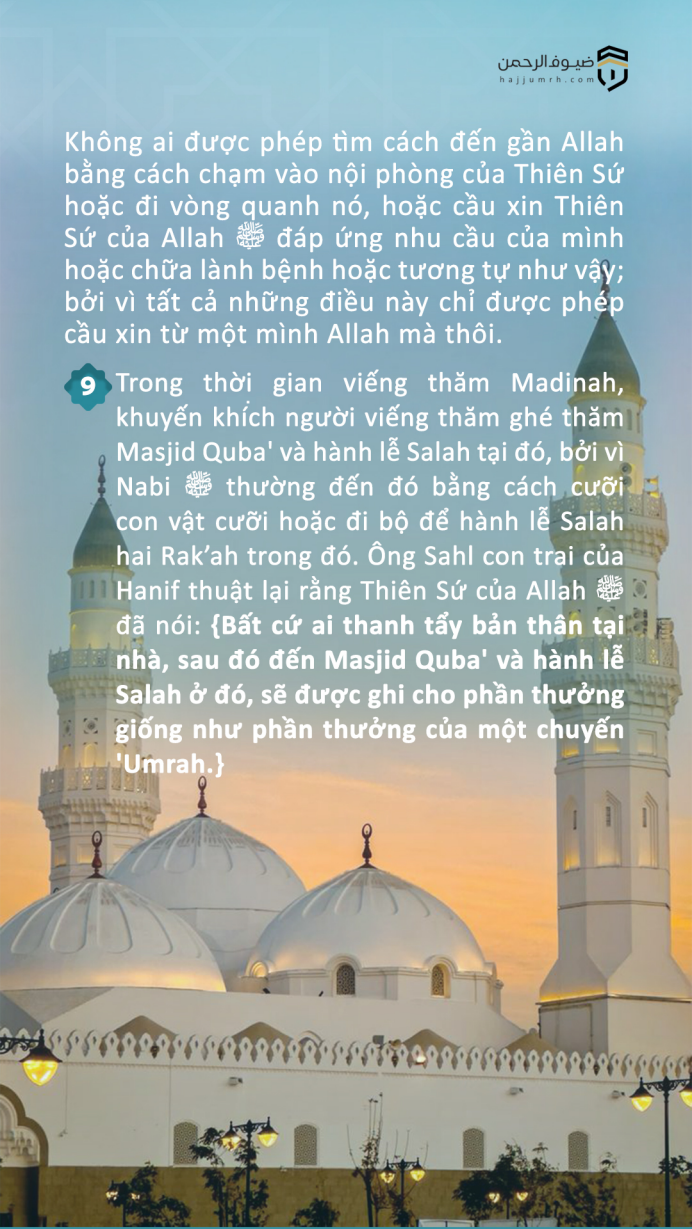 ضيوف الرحمن
hajjumrh.com
Không ai được phép tìm cách đến gần Allah
bằng cách chạm vào nội phòng của Thiên Sứ
hoặc đi vòng quanh nó, hoặc cầu xin Thiên
Sứ của Allah ﷺ đáp ứng nhu cầu của mình
hoặc chữa lành bệnh hoặc tương tự như vậy;
bởi vì tất cả những điều này chỉ được phép
cầu xin từ một mình Allah mà thôi.
9 Trong thời gian viếng thăm Madinah,
khuyến khích người viếng thăm ghé thăm
Masjid Quba' và hành lễ Salah tại đó, bởi vì
Nabi ﷺ thường đến đó bằng cách cưỡi
con vật cưỡi hoặc đi bộ để hành lễ Salah
hai Rak’ah trong đó. Ông Sahl con trai của
Hanif thuật lại rằng Thiên Sứ của Allah ﷺ
đã nói: {Bất cứ ai thanh tẩy bản thân tại
nhà, sau đó đến Masjid Quba' và hành lễ
Salah ở đó, sẽ được ghi cho phần thưởng
giống như phần thưởng của một chuyến
'Umrah.}